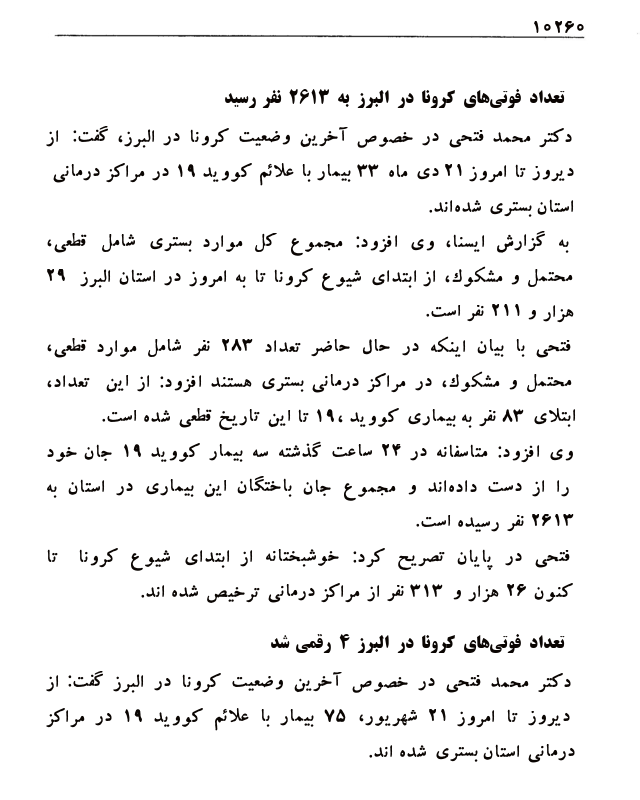 ۱۰۲۶۰
تعداد فوتی‌های کرونا در البرز به ۲۶۱۳ نفر رسید
دکتر محمد فتحی در خصوص آخرین وضعیت کرونا در البرز، گفت: از
دیروز تا امروز ۲۱ دی ماه ۳۳ بیمار با علائم کووید ۱۹ در مراکز درمانی
استان بستری شده‌اند.
به گزارش ایسنا، وی افزود: مجموع کل موارد بستری شامل قطعی،
محتمل و مشکوک، از ابتدای شیوع کرونا تا به امروز در استان البرز ۲۹
هزار و ۲۱۱ نفر است.
فتحی با بیان اینکه در حال حاضر تعداد ۲۸۳ نفر شامل موارد قطعی،
محتمل و مشکوک، در مراکز درمانی بستری هستند افزود: از این تعداد،
ابتلای ۸۳ نفر به بیماری کووید ،۱۹ تا این تاریخ قطعی شده است.
وی افزود: متاسفانه در ۲۴ ساعت گذشته سه بیمار کووید ۱۹ جان خود
را از دست داده‌اند و مجموع جان باختگان این بیماری در استان به
۲۶۱۳ نفر رسیده است.
فتحی در پایان تصریح کرد: خوشبختانه از ابتدای شیوع کرونا تا
کنون ۲۶ هزار و ۳۱۳ نفر از مراکز درمانی ترخیص شده اند.
تعداد فوتی‌های کرونا در البرز ۴ رقمی شد
دکتر محمد فتحی در خصوص آخرین وضعیت کرونا در البرز گفت: از
دیروز تا امروز ۲۱ شهریور، ۷۵ بیمار با علائم کووید ۱۹ در مراکز
درمانی استان بستری شده اند.